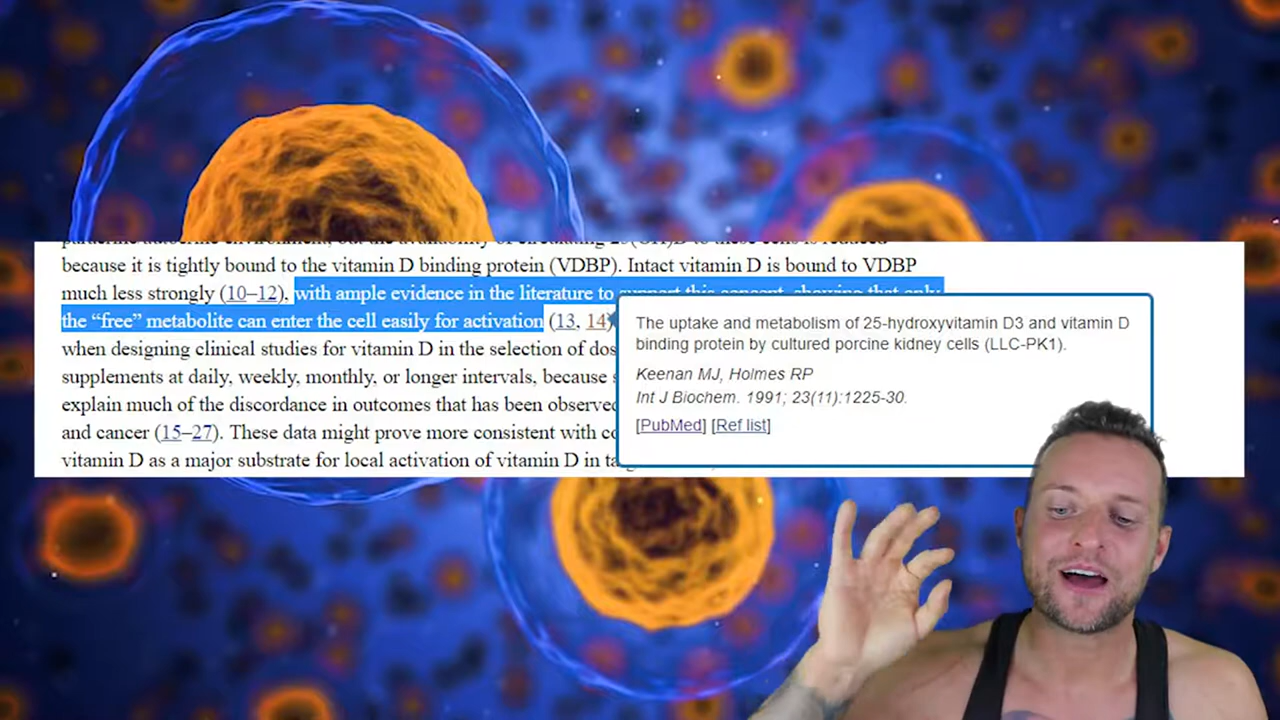 because it is tightly bound to the vitamin D binding protein (VDBP). Intact vitamin D is bound to VDBP
much less strongly (10–12), with ample evidence in the literature to support this concept, showing that only
the “free” metabolite can enter the cell easily for activation (13, 14)
when designing clinical studies for vitamin D in the selection of dos
supplements at daily, weekly, monthly, or longer intervals, because s
explain much of the discordance in outcomes that has been observed
and cancer (15–27). These data might prove more consistent with co
vitamin D as a major substrate for local activation of vitamin D in ta
The uptake and metabolism of 25-hydroxyvitamin D3 and vitamin D
binding protein by cultured porcine kidney cells (LLC-PK1).
Keenan MJ, Holmes RP
Int J Biochem. 1991; 23(11):1225-30.
[PubMed] [Ref list]